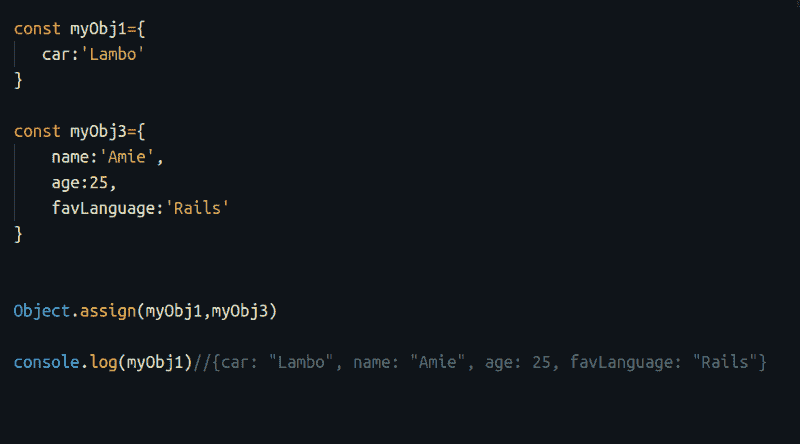 const myObj1={
car:'Lambo'
}
const myObj3={
name:'Amie',
age:25,
favLanguage:'Rails'
}
Object.assign(myObj1,myObj3)
console.log(myObj1)//{car: "Lambo", name: "Amie", age: 25, favLanguage: "Rails"}